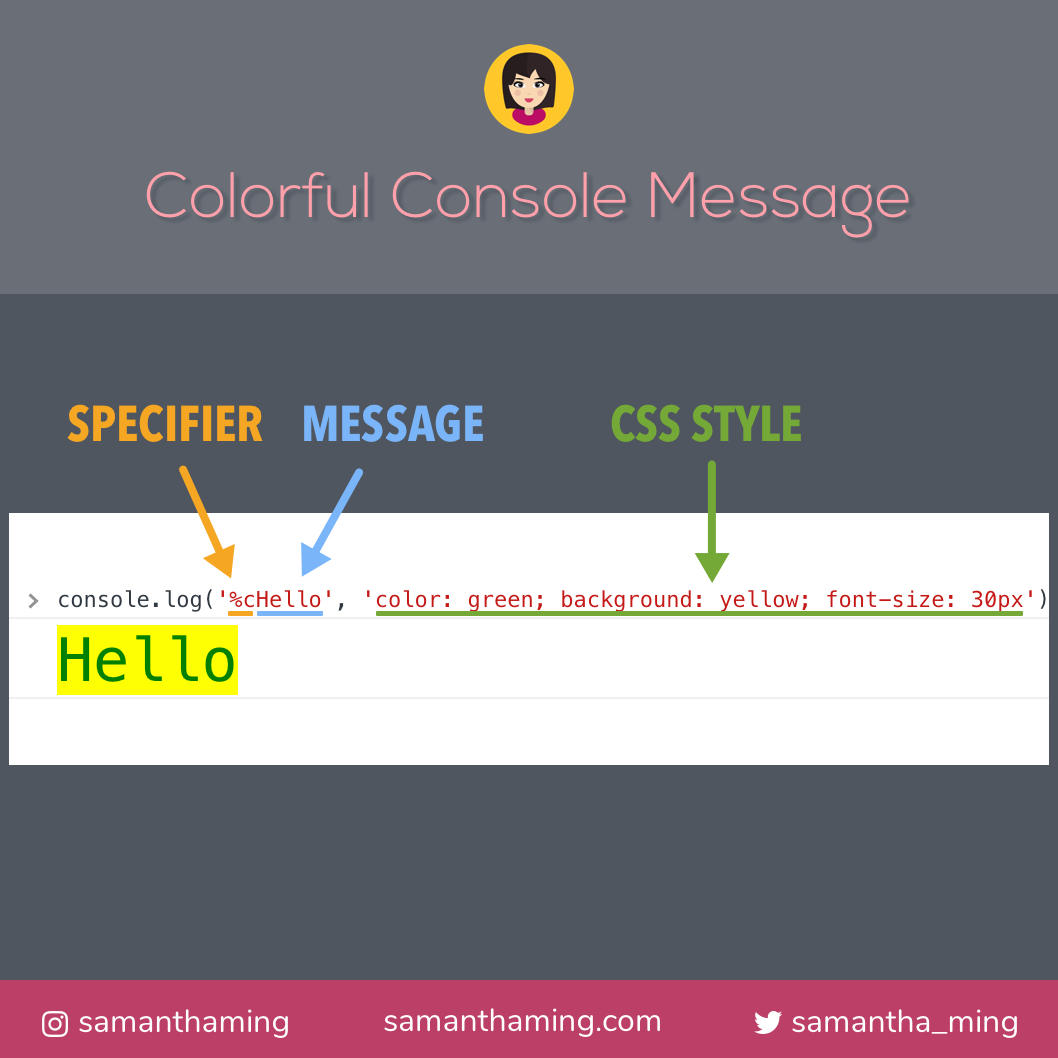 Colorful Console Message
SPECIFIER MESSAGE CSS STYLE
> console.log('%cHello', 'color: green; background: yellow; font-size: 30px')
Hello
samanthaming samanthaming.com samantha_ming